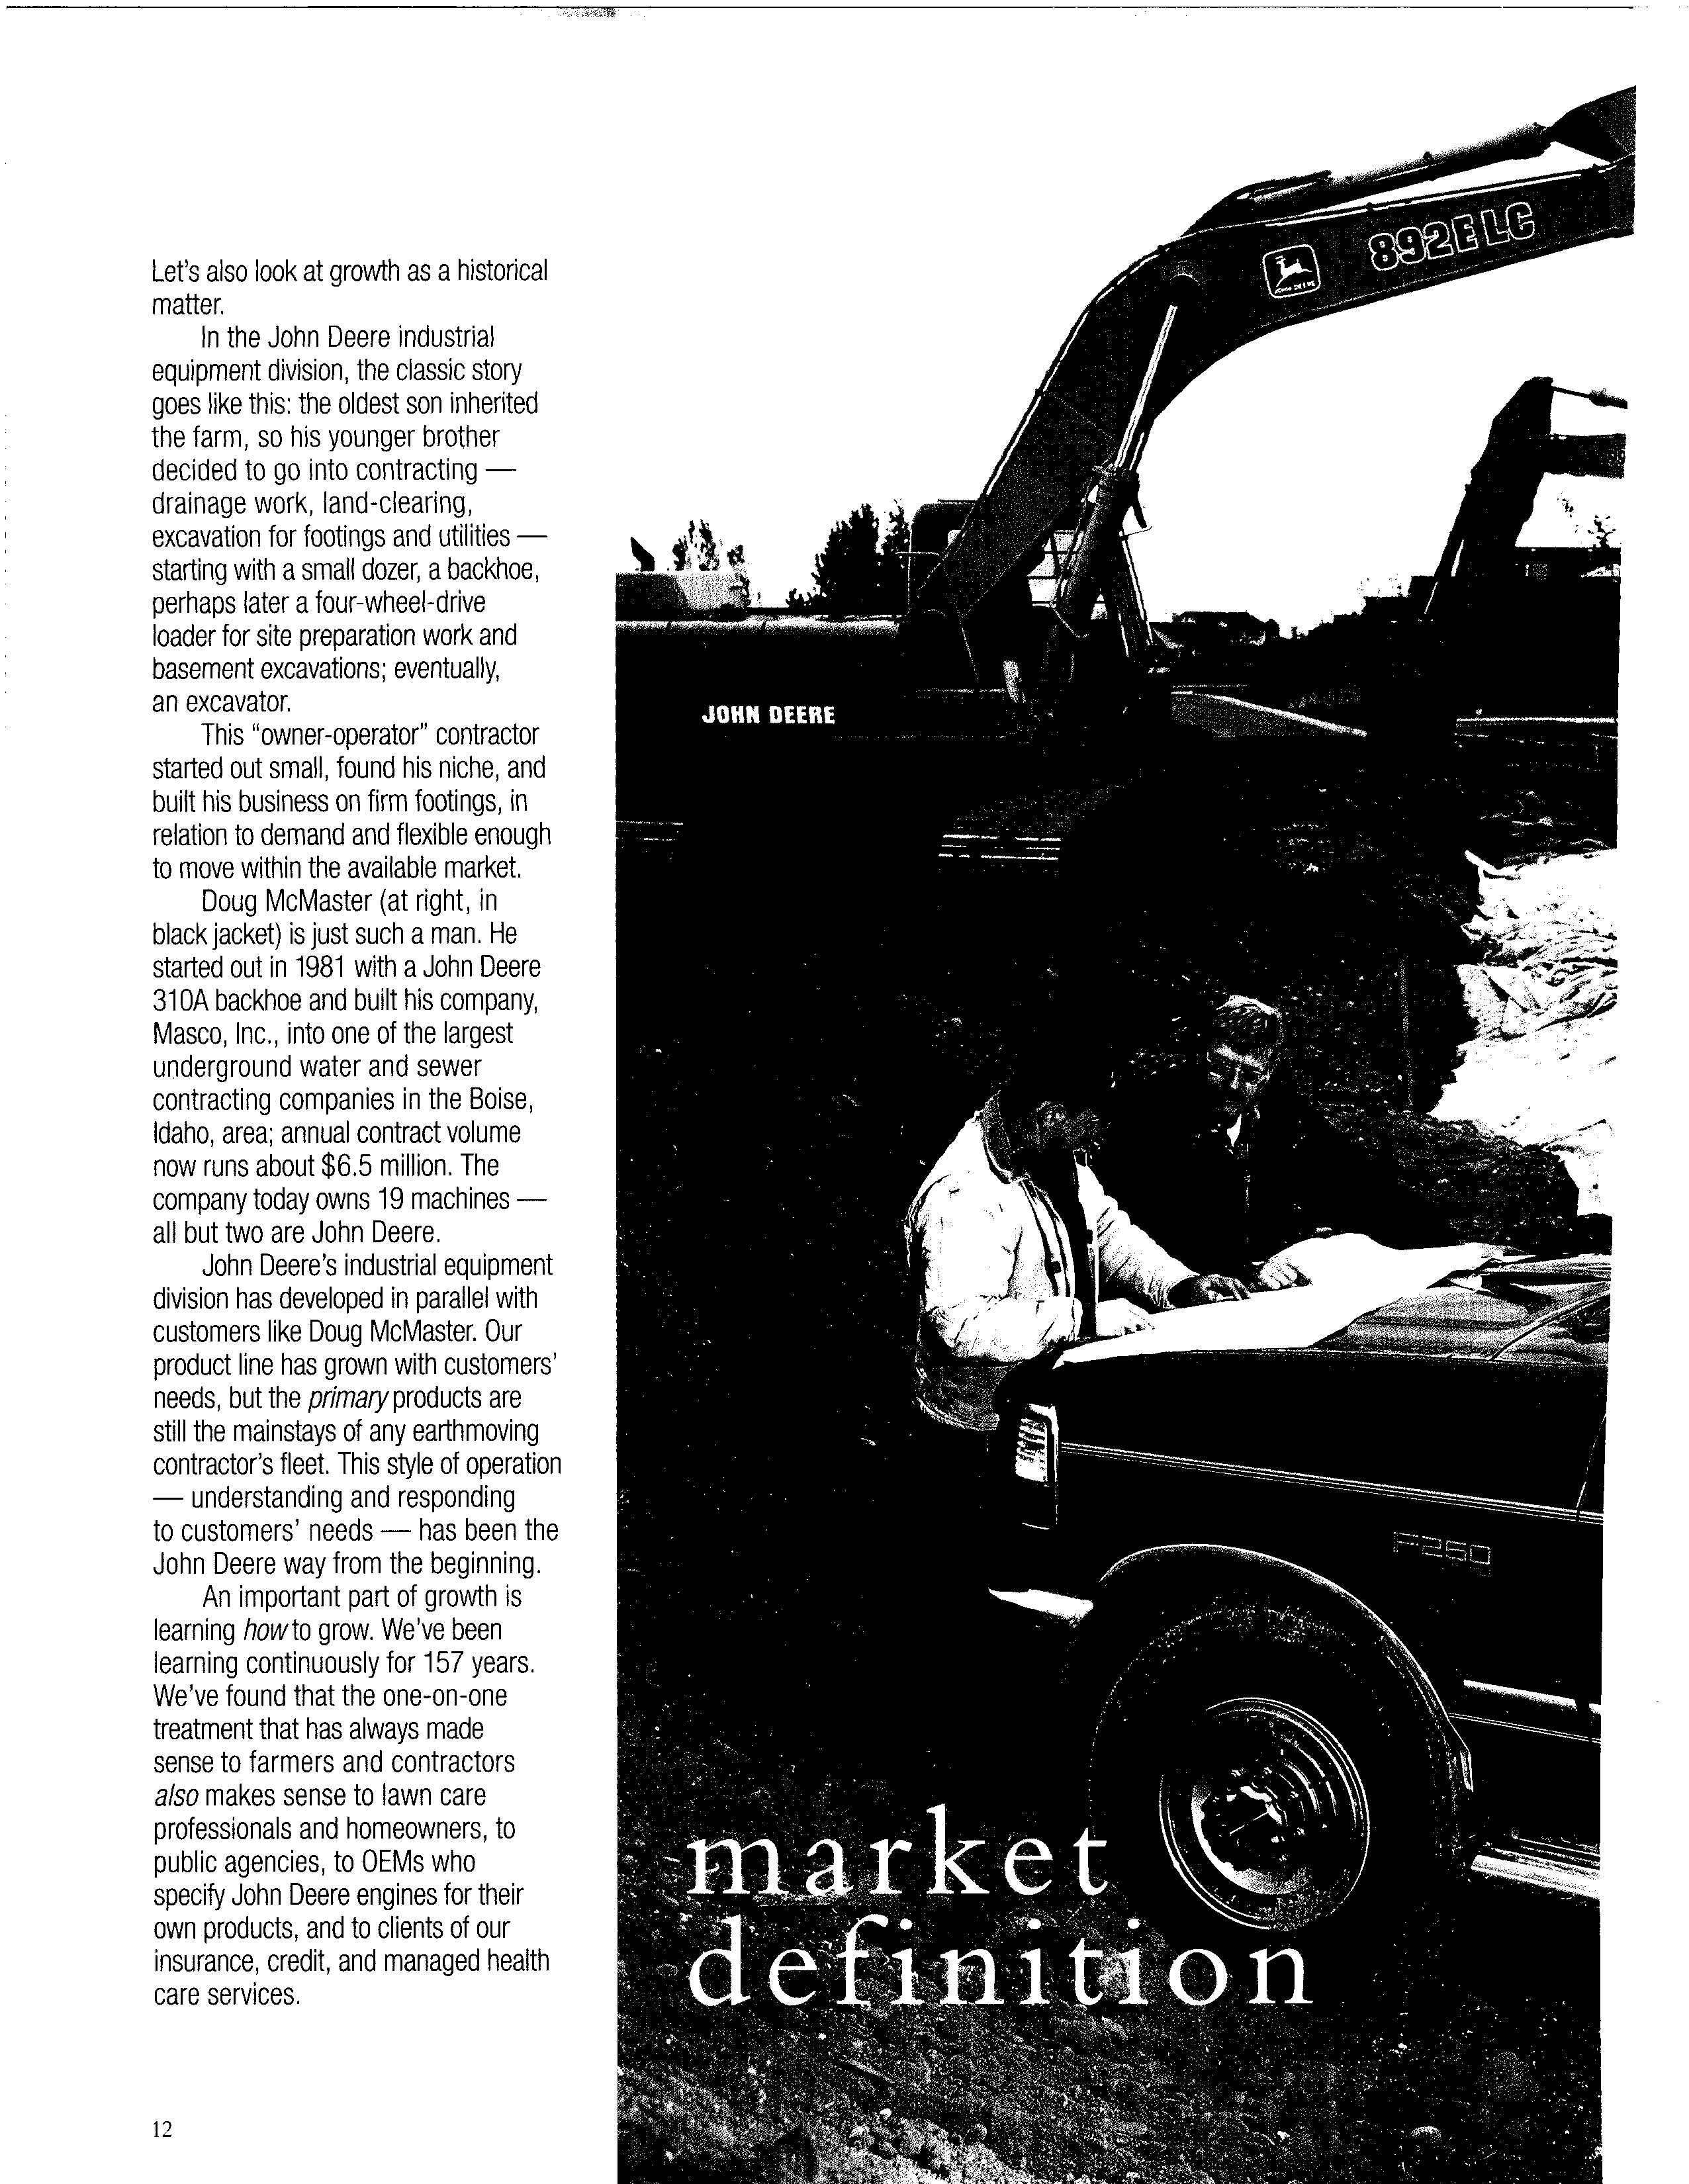 Let's also look at growth as a historical
matter.
In the John Deere industrial
equipment division, the classic story
goes like this: the oldest son inherited
the farm, so his younger brother
decided to go into contracting —
drainage work, land-clearing,
excavation for footings and utilities —
starting with a small dozer, a backhoe,
perhaps later a four-wheel-drive
loader for site preparation work and
basement excavations; eventually,
an excavator.
This "owner-operator" contractor
started out small, found his niche, and
built his business on firm footings, in
relation to demand and flexible enough
to move within the available market.
Doug McMaster (at right, in
black jacket) is just such a man. He
started out in 1981 with a John Deere
310A backhoe and built his company,
Masco, Inc., into one of the largest
underground water and sewer
contracting companies in the Boise,
Idaho, area; annual contract volume
now runs about $6.5 million. The
company today owns 19 machines —
all but two are John Deere.
John Deere's industrial equipment
division has developed in parallel with
customers like Doug McMaster. Our
product line has grown with customers'
needs, but the primary products are
still the mainstays of any earthmoving
contractor's fleet. This style of operation
— understanding and responding
to customers' needs — has been the
John Deere way from the beginning.
An important part of growth is
learning how to grow. We've been
learning continuously for 157 years.
We've found that the one-on-one
treatment that has always made
sense to farmers and contractors
also makes sense to lawn care
professionals and homeowners, to
public agencies, to OEMs who
specify John Deere engines for their
own products, and to clients of our
insurance, credit, and managed health
care services.
12
892E LC
JOHN DEERE
JOHN DEERE
F250
market
definition